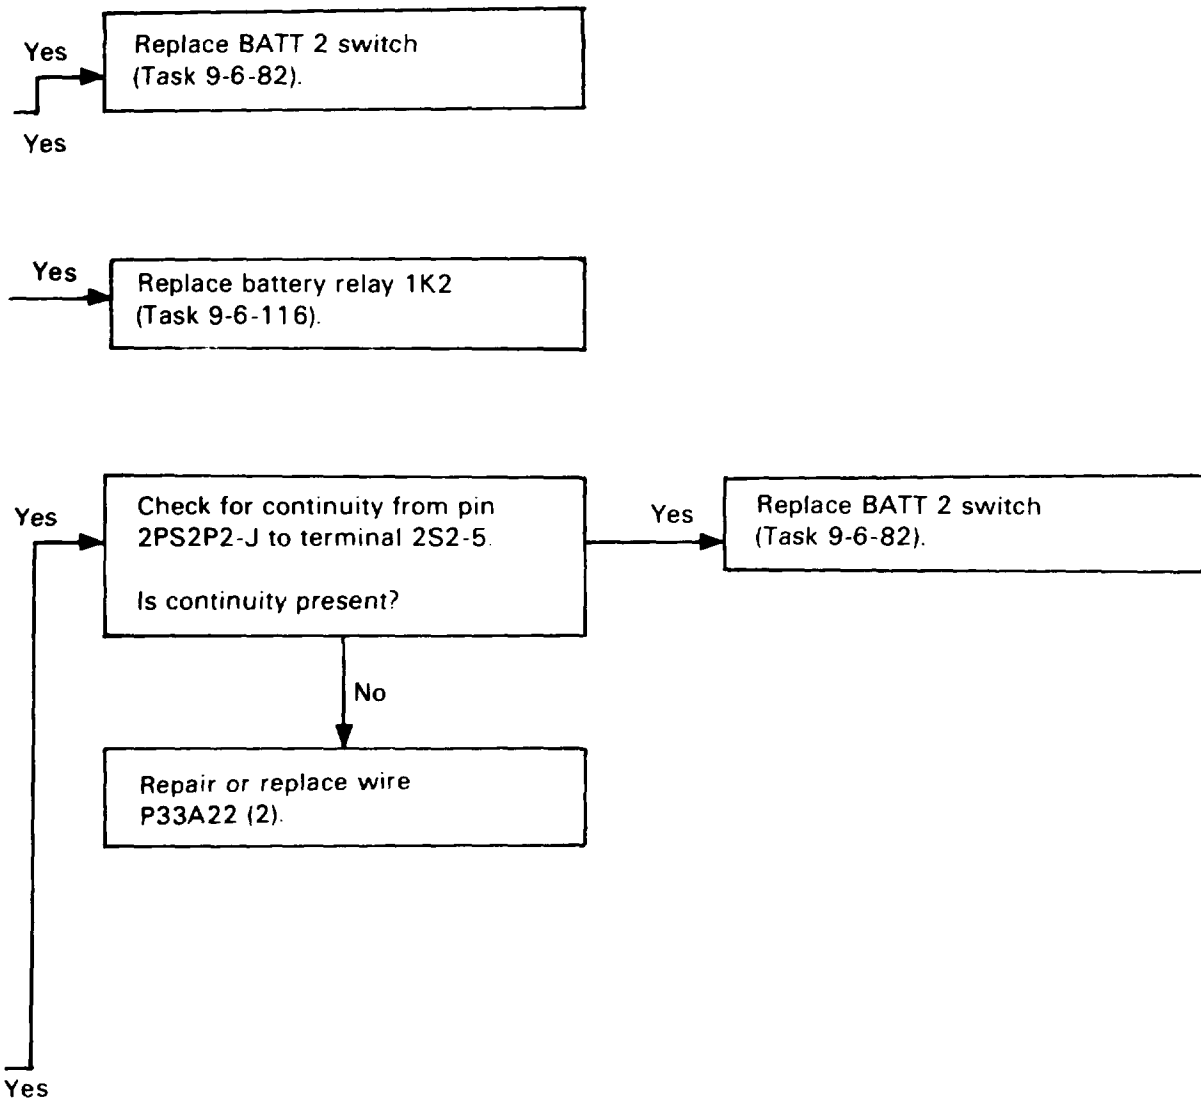 Yes
Replace BATT 2 switch
(Task 9-6-82).
Yes
Yes
Replace battery relay 1K2
(Task 9-6-116).
Yes
Check for continuity from pin
2PS2P2-J to terminal 2S2-5.
Is continuity present?
Yes
Replace BATT 2 switch
(Task 9-6-82).
No
Repair or replace wire
P33A22 (2).
Yes